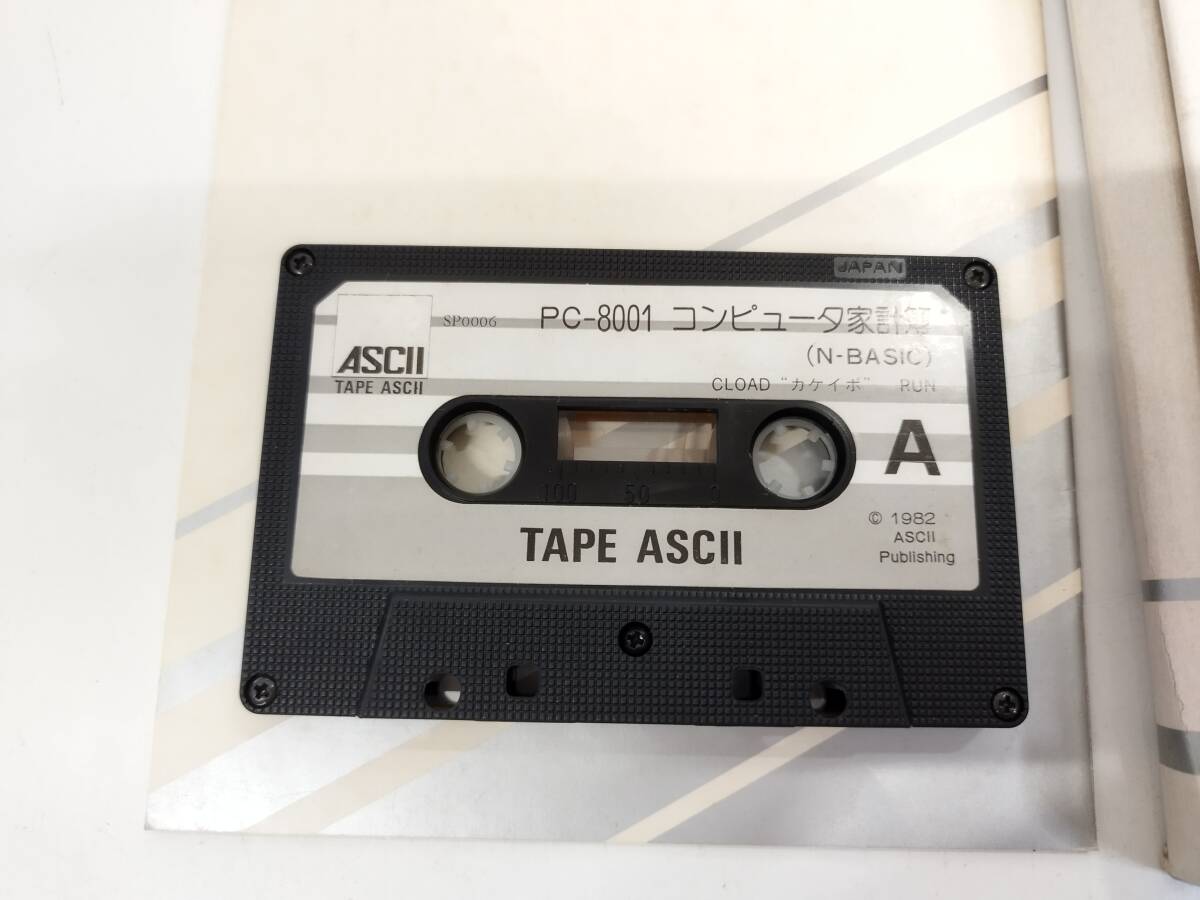 JAPAN
SP0006 PC-8001 コンピュータ家計簿
(N-BASIC)
ASCII
TAPE ASCII
CLOAD "カケイボ" RUN
A
100 50 0
TAPE ASCII
© 1982
ASCII
Publishing